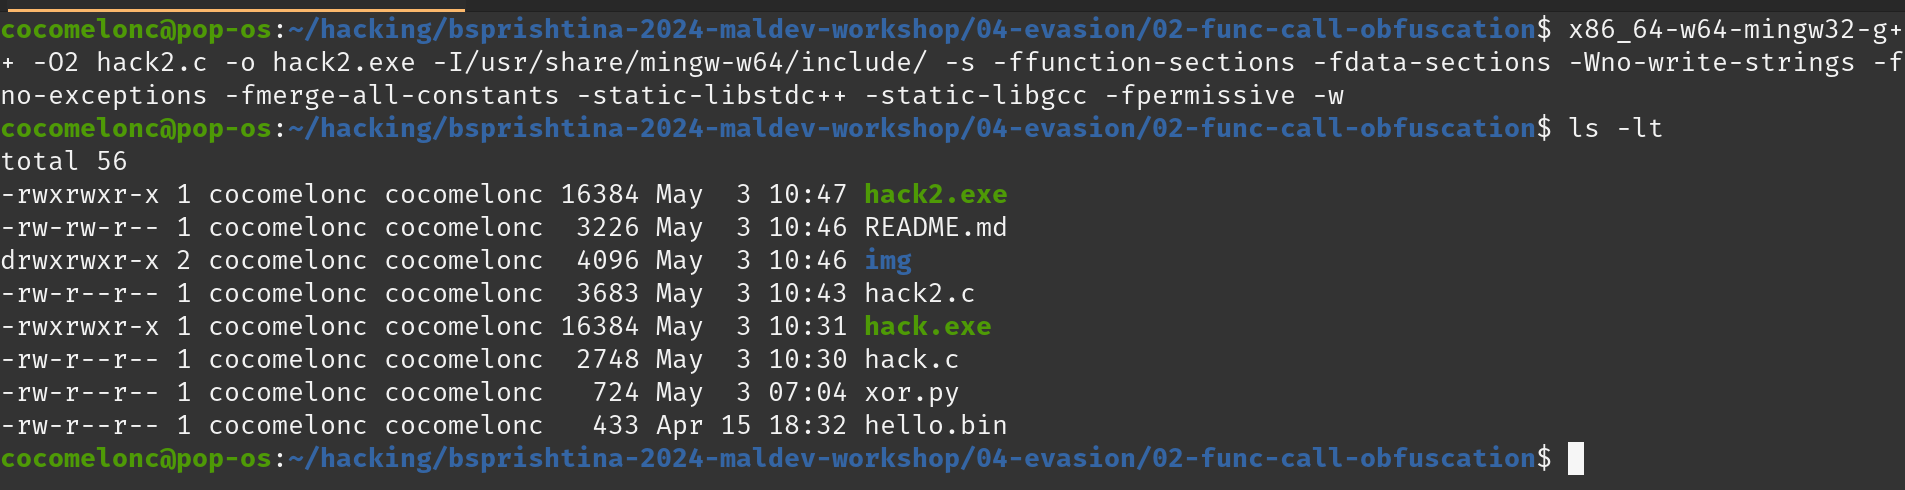 cocomelonc@pop-os:~/hacking/bsprishtina-2024-maldev-workshop/04-evasion/02-func-call-obfuscation$ x86_64-w64-mingw32-g+
+ -O2 hack2.c -o hack2.exe -I/usr/share/mingw-w64/include/ -s -ffunction-sections -fdata-sections -Wno-write-strings -f
no-exceptions -fmerge-all-constants -static-libstdc++ -static-libgcc -fpermissive -w
cocomelonc@pop-os:~/hacking/bsprishtina-2024-maldev-workshop/04-evasion/02-func-call-obfuscation$ ls -lt
total 56
-rwxrwxr-x 1 cocomelonc cocomelonc 16384 May  3 10:47 hack2.exe
-rw-rw-r-- 1 cocomelonc cocomelonc  3226 May  3 10:46 README.md
drwxrwxr-x 2 cocomelonc cocomelonc  4096 May  3 10:46 img
-rw-r--r-- 1 cocomelonc cocomelonc  3683 May  3 10:43 hack2.c
-rwxrwxr-x 1 cocomelonc cocomelonc 16384 May  3 10:31 hack.exe
-rw-r--r-- 1 cocomelonc cocomelonc  2748 May  3 10:30 hack.c
-rw-r--r-- 1 cocomelonc cocomelonc   724 May  3 07:04 xor.py
-rw-r--r-- 1 cocomelonc cocomelonc   433 Apr 15 18:32 hello.bin
cocomelonc@pop-os:~/hacking/bsprishtina-2024-maldev-workshop/04-evasion/02-func-call-obfuscation$